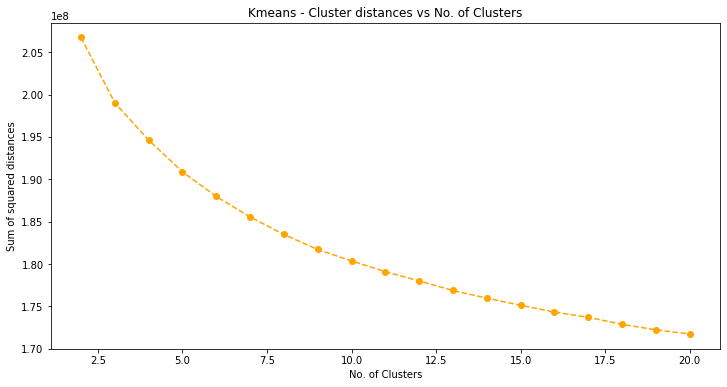 Kmeans - Cluster distances vs No. of Clusters
1e8
2.05
2.00
1.95
1.90
1.85
1.80
1.75
1.70
Sum of squared distances
2.5 5.0 7.5 10.0 12.5 15.0 17.5 20.0
No. of Clusters